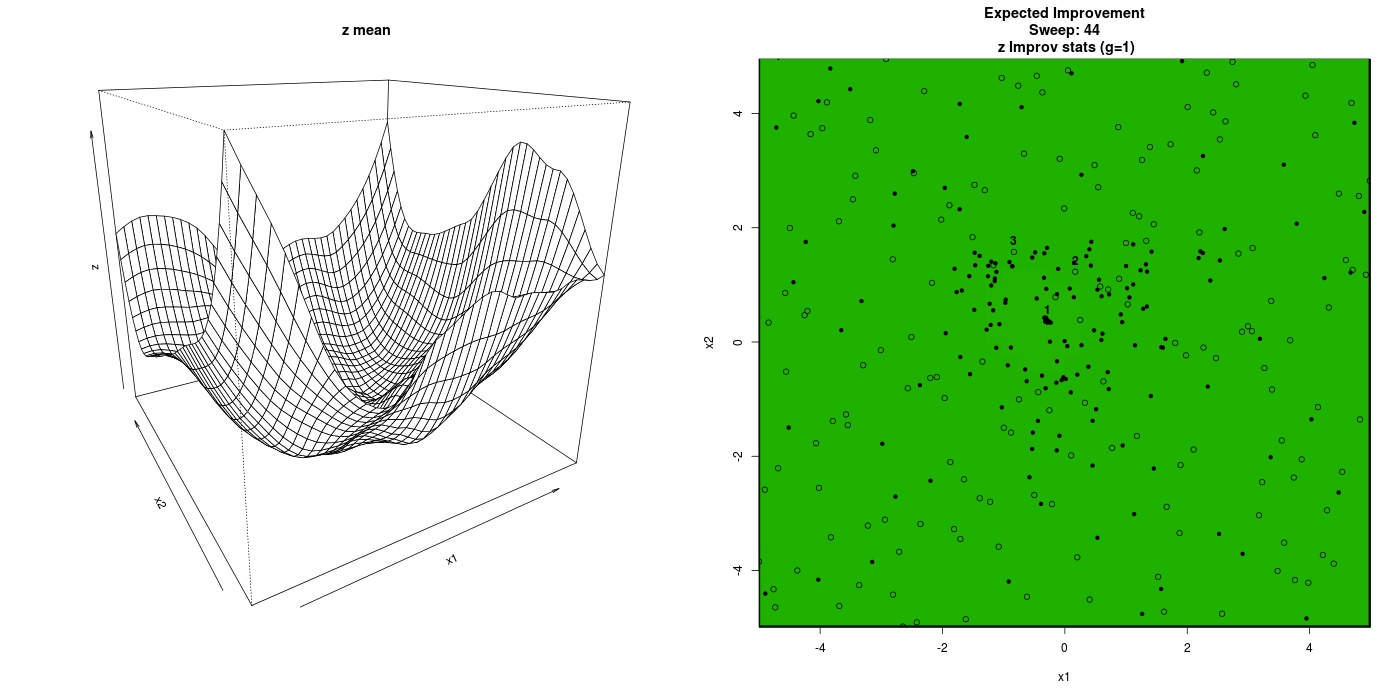 z mean
z
x2
x1
Expected Improvement
Sweep: 44
z Improv stats (g=1)
4
2
0
-2
-4
x2
3
2
1
-4
-2
0
2
4
x1